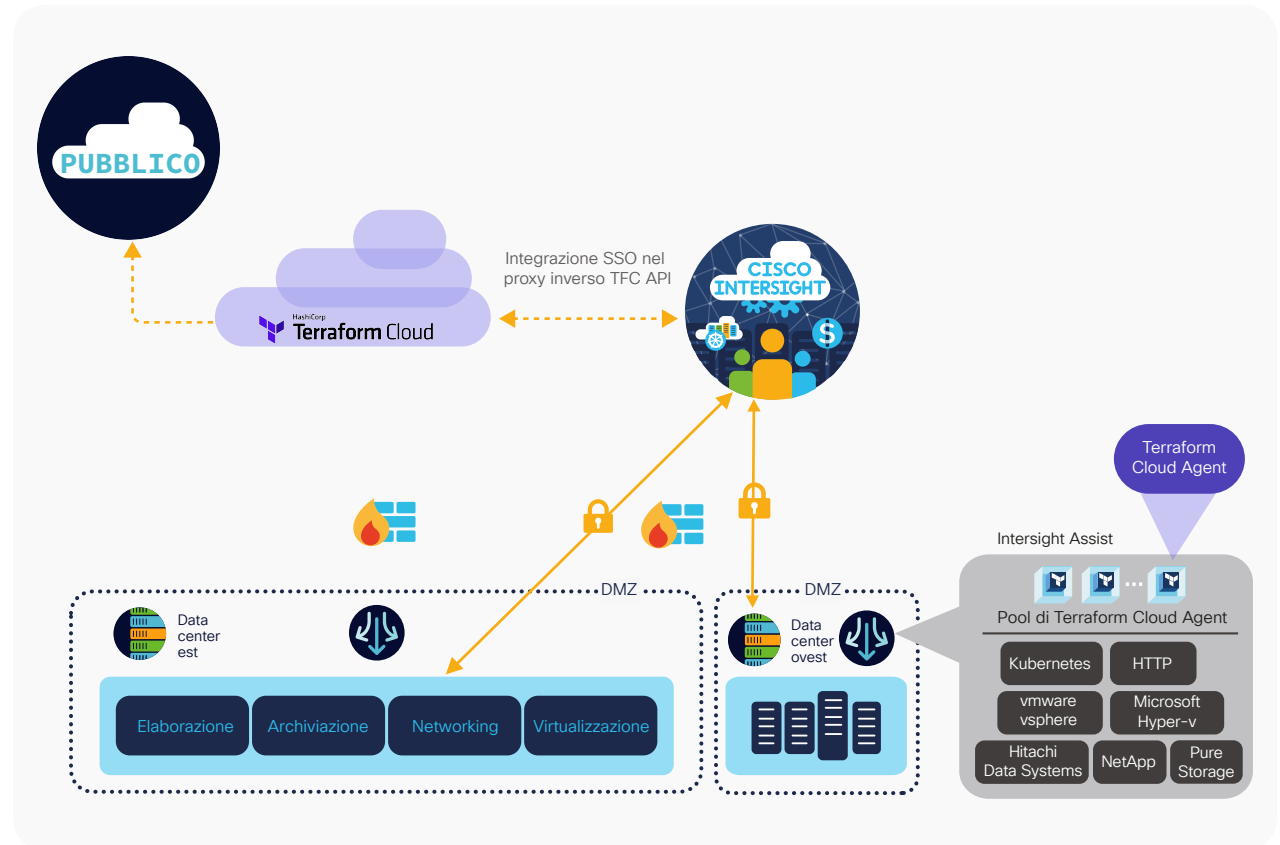 PUBBLICO
HashiCorp
Terraform Cloud
Integrazione SSO nel
proxy inverso TFC API
CISCO
INTERSIGHT
$
Terraform
Cloud Agent
Intersight Assist
...
Pool di Terraform Cloud Agent
Kubernetes
HTTP
vmware
vsphere
Microsoft
Hyper-v
Hitachi
Data Systems
NetApp
Pure
Storage
DMZ
Data
center
est
Elaborazione
Archiviazione
Networking
Virtualizzazione
DMZ
Data
center
ovest